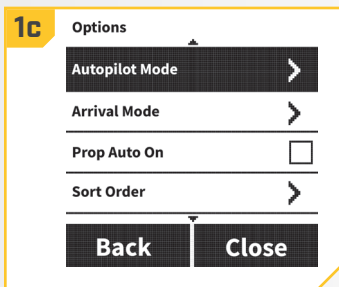 1c
Options
Autopilot Mode
Arrival Mode
Prop Auto On
Sort Order
Back Close